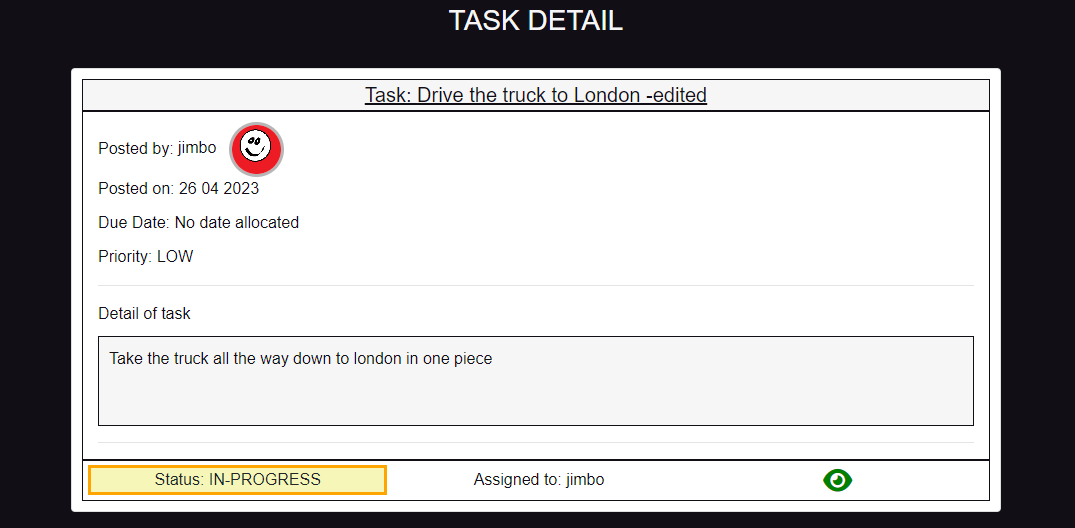 TASK DETAIL
Task: Drive the truck to London -edited
Posted by: jimbo
Posted on: 26 04 2023
Due Date: No date allocated
Priority: LOW
Detail of task
Take the truck all the way down to london in one piece
Status: IN-PROGRESS Assigned to: jimbo